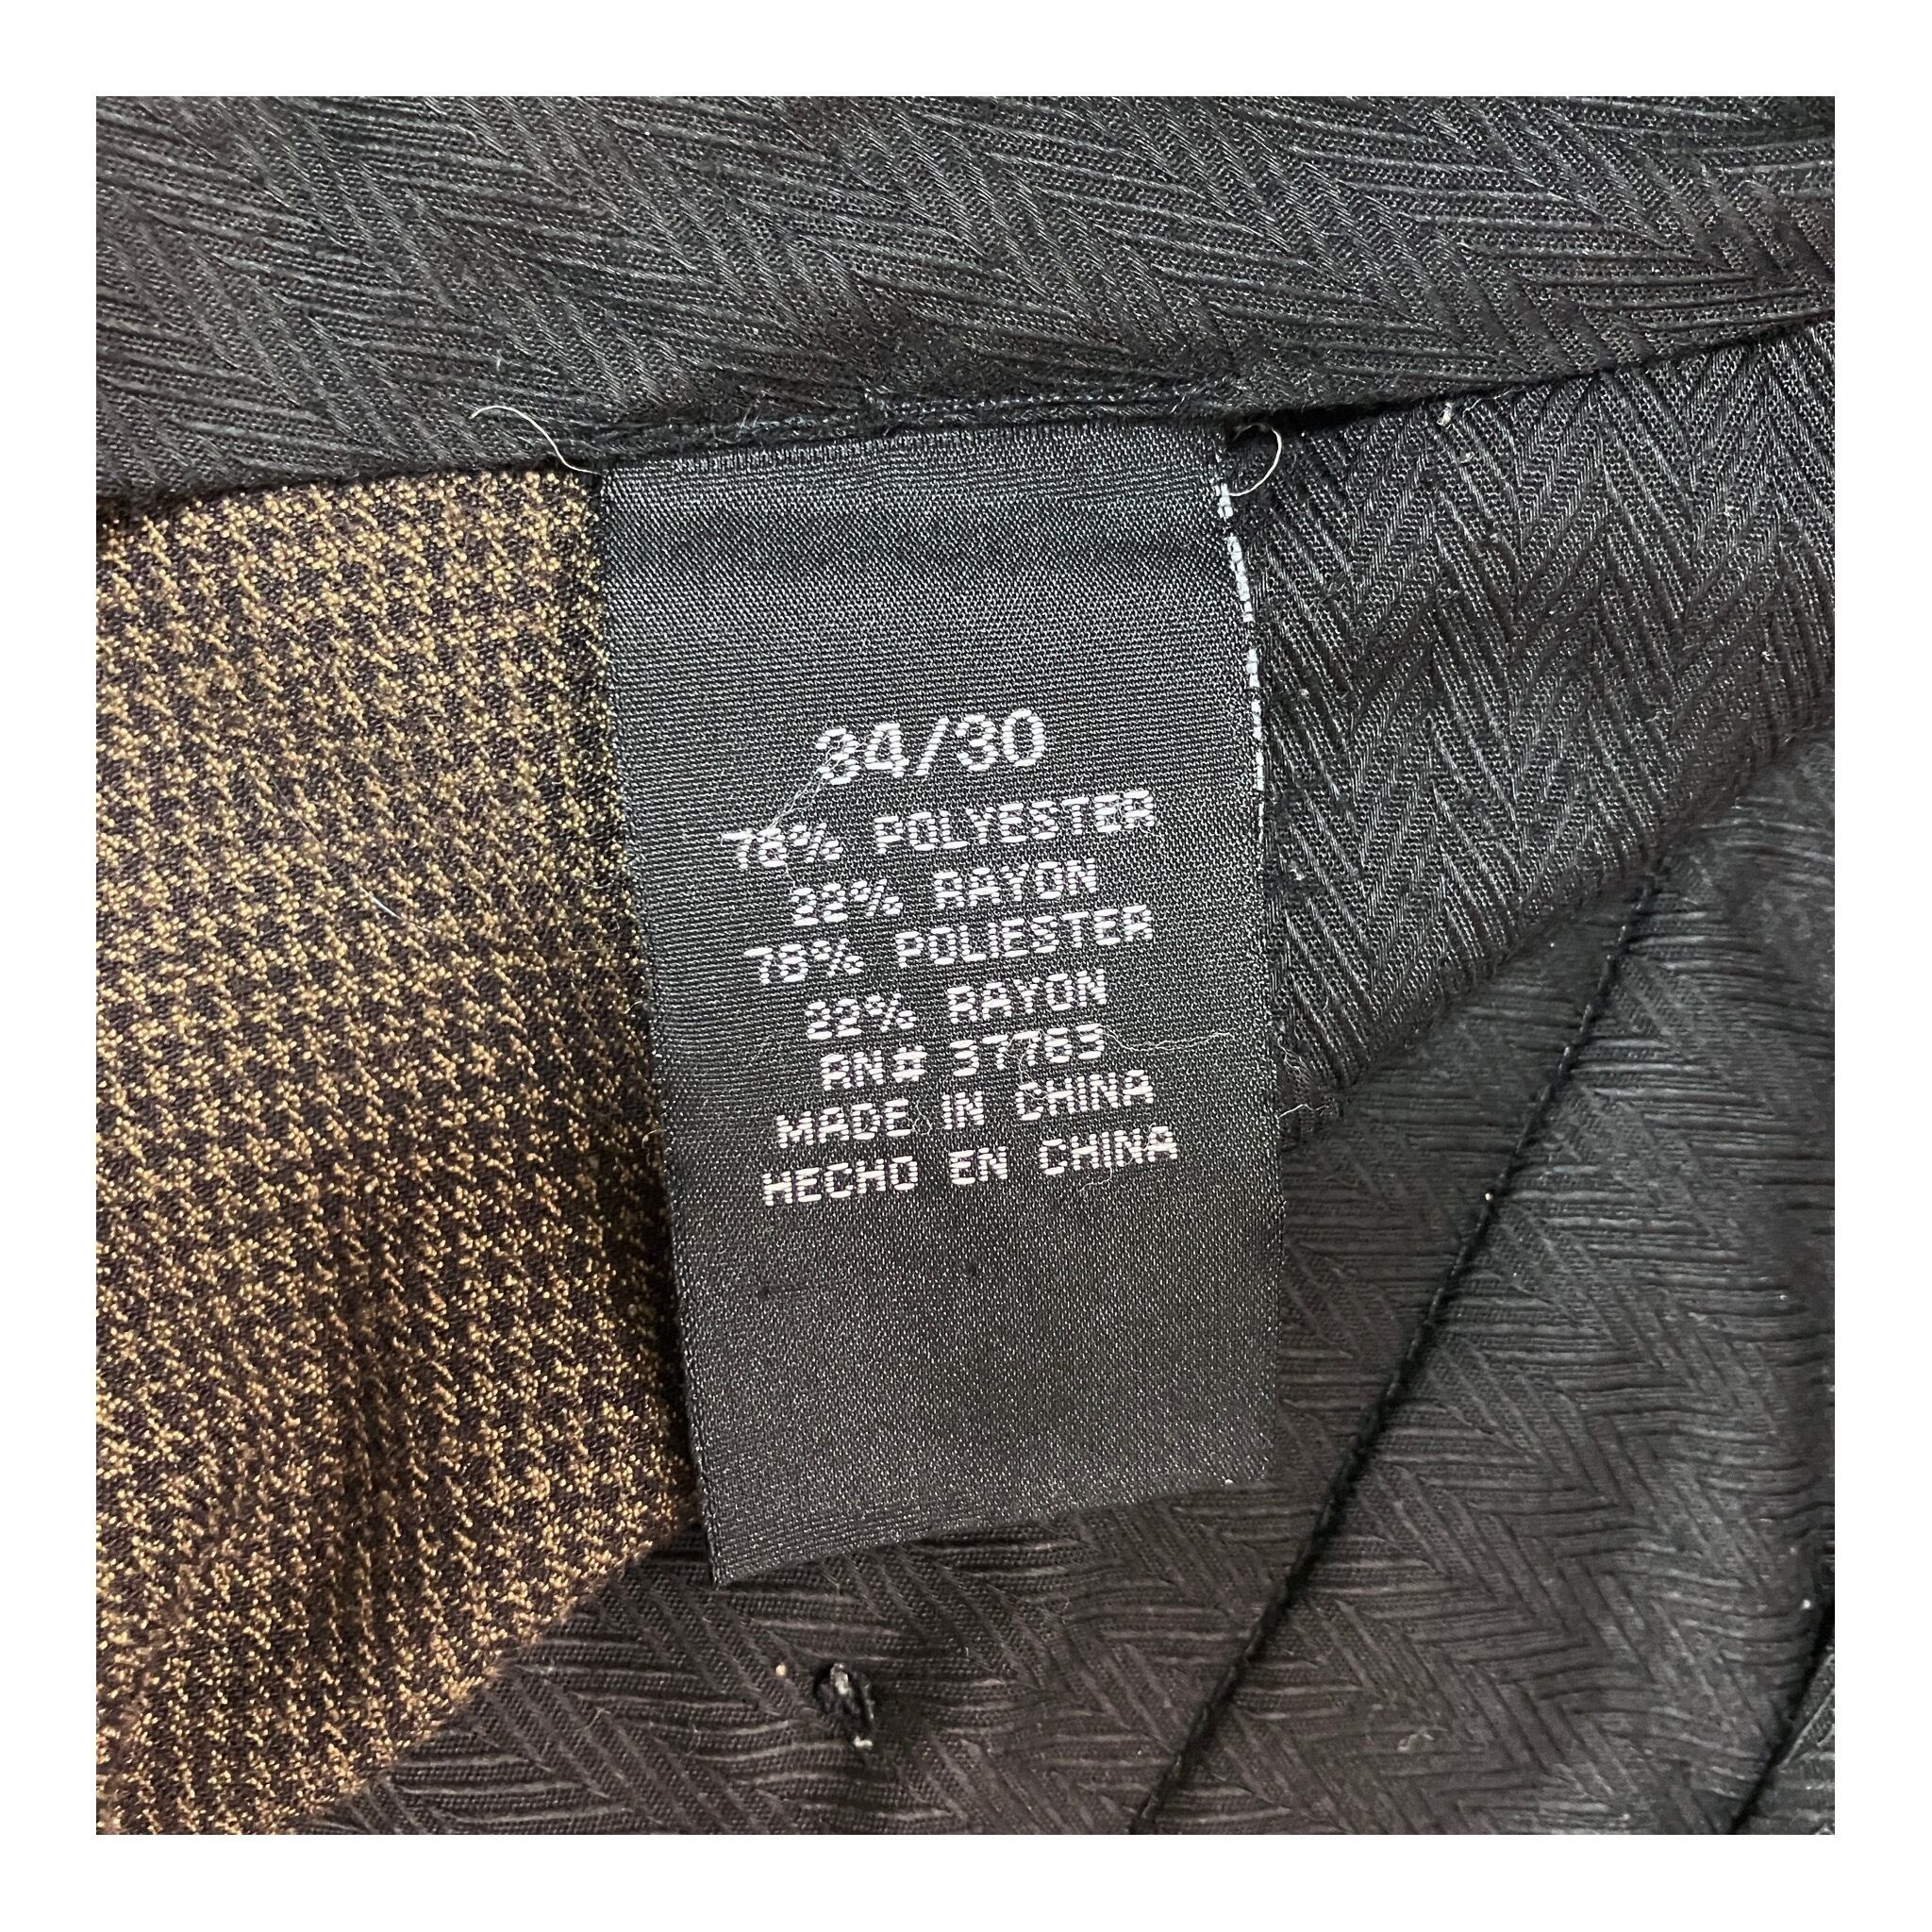 34/30
78% POLYESTER
22% RAYON
78% POLIESTER
22% RAYON
RN# 37763
MADE IN CHINA
HECHO EN CHINA